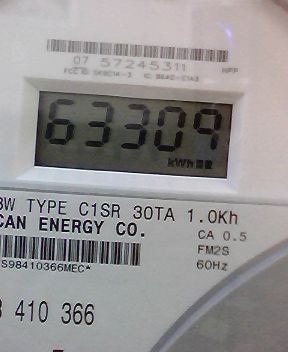 07 57245311
63309
kWh
3W TYPE C1SR 30TA 1.0Kh
CAN ENERGY CO.
CA 0.5
FM2S
60Hz
S98410366MEC*
410 366